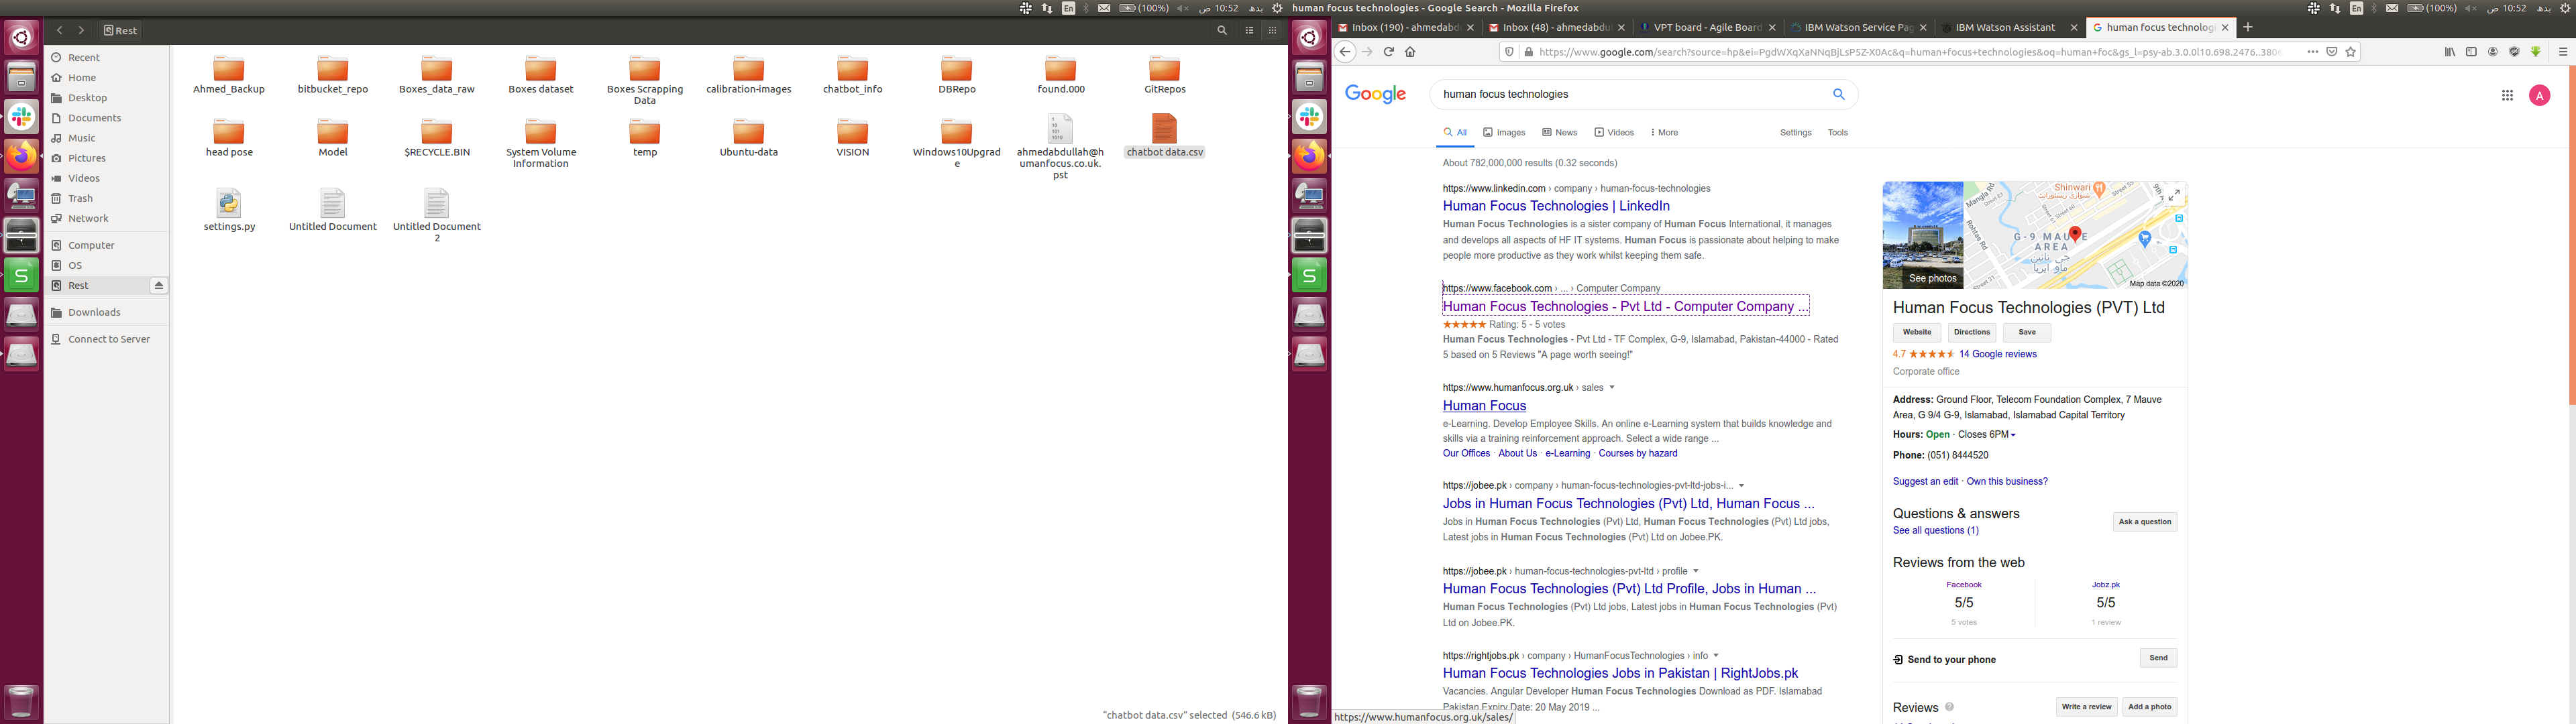 En
(100%)
10:52 ص
بدهـ
Rest
Recent
Home
Desktop
Documents
Music
Pictures
Videos
Trash
Network
Computer
OS
Rest
Downloads
Connect to Server
Ahmed_Backup
bitbucket_repo
Boxes_data_raw
Boxes dataset
Boxes Scrapping
Data
calibration-images
chatbot_info
DBRepo
found.000
GitRepos
head pose
Model
$RECYCLE.BIN
System Volume
Information
temp
Ubuntu-data
VISION
Windows10Upgrad
e
ahmedabdullah@h
umanfocus.co.uk.
pst
chatbot data.csv
settings.py
Untitled Document
Untitled Document
2
"chatbot data.csv" selected (546.6 kB)
human focus technologies - Google Search - Mozilla Firefox
En
(100%)
10:52 ص
بدهـ
Inbox (190) - ahmedabd
Inbox (48) - ahmedabdul
VPT board - Agile Board
IBM Watson Service Pag
IBM Watson Assistant
human focus technologi
https://www.google.com/search?source=hp&ei=PgdWXqXaNNqBjLsP5Z-X0Ac&q=human+focus+technologies&oq=human+foc&gs_l=psy-ab.3.0.0l10.698.2476..380
Google
human focus technologies
A
All
Images
News
Videos
More
Settings
Tools
About 782,000,000 results (0.32 seconds)
https://www.linkedin.com › company › human-focus-technologies
Human Focus Technologies | LinkedIn
Human Focus Technologies is a sister company of Human Focus International, it manages
and develops all aspects of HF IT systems. Human Focus is passionate about helping to make
people more productive as they work whilst keeping them safe.
https://www.facebook.com › ... › Computer Company
Human Focus Technologies - Pvt Ltd - Computer Company ...
Rating: 5 - 5 votes
Human Focus Technologies - Pvt Ltd - TF Complex, G-9, Islamabad, Pakistan-44000 - Rated
5 based on 5 Reviews "A page worth seeing!"
https://www.humanfocus.org.uk › sales
Human Focus
e-Learning. Develop Employee Skills. An online e-Learning system that builds knowledge and
skills via a training reinforcement approach. Select a wide range ...
Our Offices · About Us · e-Learning · Courses by hazard
https://jobee.pk › company › human-focus-technologies-pvt-ltd-jobs-i...
Jobs in Human Focus Technologies (Pvt) Ltd, Human Focus ...
Jobs in Human Focus Technologies (Pvt) Ltd, Human Focus Technologies (Pvt) Ltd jobs,
Latest jobs in Human Focus Technologies (Pvt) Ltd on Jobee.PK.
https://jobee.pk › human-focus-technologies-pvt-ltd › profile
Human Focus Technologies (Pvt) Ltd Profile, Jobs in Human ...
Human Focus Technologies (Pvt) Ltd jobs, Latest jobs in Human Focus Technologies (Pvt)
Ltd on Jobee.PK.
https://rightjobs.pk › company › HumanFocusTechnologies › info
Human Focus Technologies Jobs in Pakistan | RightJobs.pk
Vacancies. Angular Developer Human Focus Technologies Download as PDF. Islamabad
Pakistan Expiry Date: 20 May 2019 ...
https://www.humanfocus.org.uk/sales/
See photos
Mangla Rd
Rohtas Rd
Shinwari
شنواری ریسٹورنٹ
G-9 MAUVE
AREA
جی نائن
ماو ایریا
Map data ©2020
Human Focus Technologies (PVT) Ltd
Website
Directions
Save
4.7
14 Google reviews
Corporate office
Address: Ground Floor, Telecom Foundation Complex, 7 Mauve
Area, G 9/4 G-9, Islamabad, Islamabad Capital Territory
Hours: Open · Closes 6PM
Phone: (051) 8444520
Suggest an edit · Own this business?
Questions & answers
See all questions (1)
Ask a question
Reviews from the web
Facebook
5/5
5 votes
Jobz.pk
5/5
1 review
Send to your phone
Send
Reviews
Write a review
Add a photo